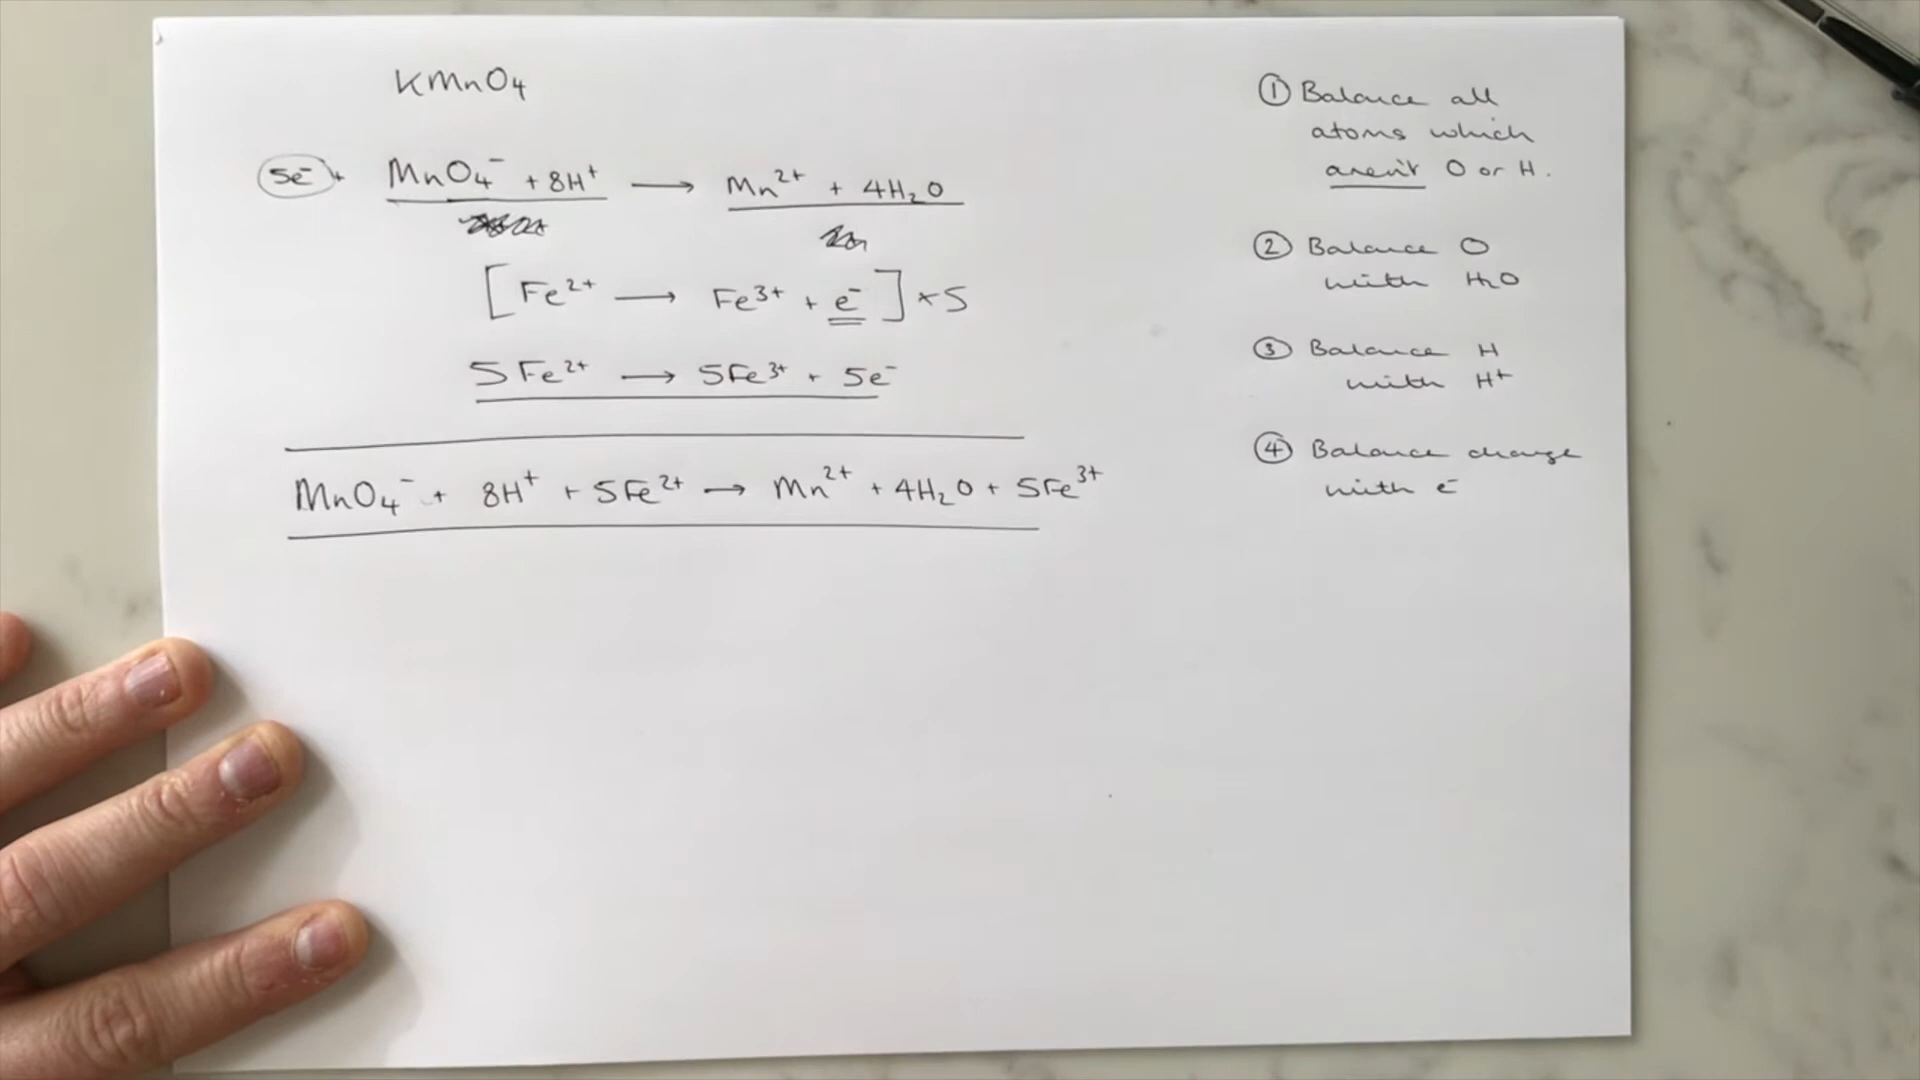 KMnO₄
5e⁻ + MnO₄⁻ + 8H⁺ ⟶ Mn²⁺ + 4H₂O
[Fe²⁺ ⟶ Fe³⁺ + e⁻] × 5
5Fe²⁺ ⟶ 5Fe³⁺ + 5e⁻
MnO₄⁻ + 8H⁺ + 5Fe²⁺ ⟶ Mn²⁺ + 4H₂O + 5Fe³⁺
① Balance all
atoms which
aren't O or H.
② Balance O
with H₂O
③ Balance H
with H⁺
④ Balance charge
with e⁻